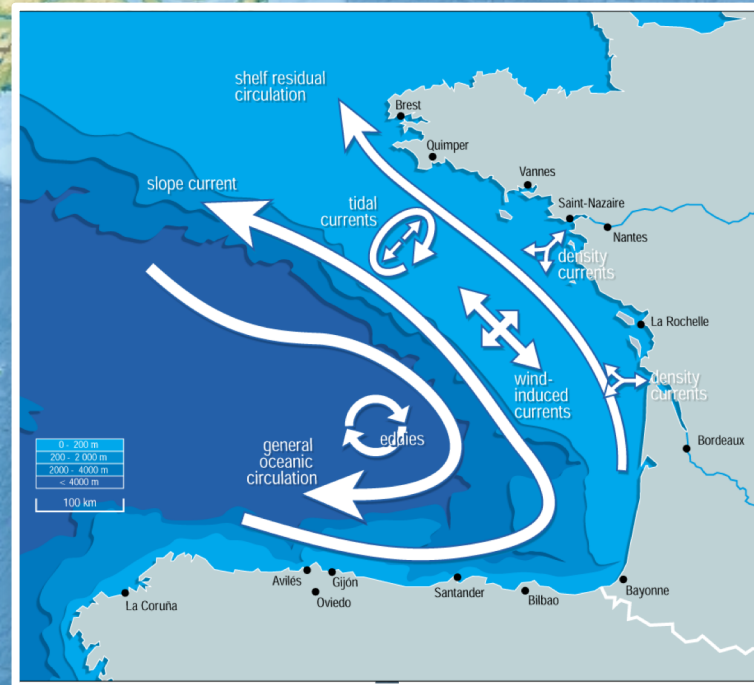 shelf residual
circulation
Brest
Quimper
slope current
Vannes
tidal
currents
Saint-Nazaire
Nantes
density
currents
La Rochelle
wind-
induced
currents
density
currents
eddies
general
oceanic
circulation
Bordeaux
0 - 200 m
200 - 2 000 m
2000 - 4000 m
< 4000 m
100 km
Avilés
Gijón
Oviedo
Santander
Bilbao
Bayonne
La Coruña